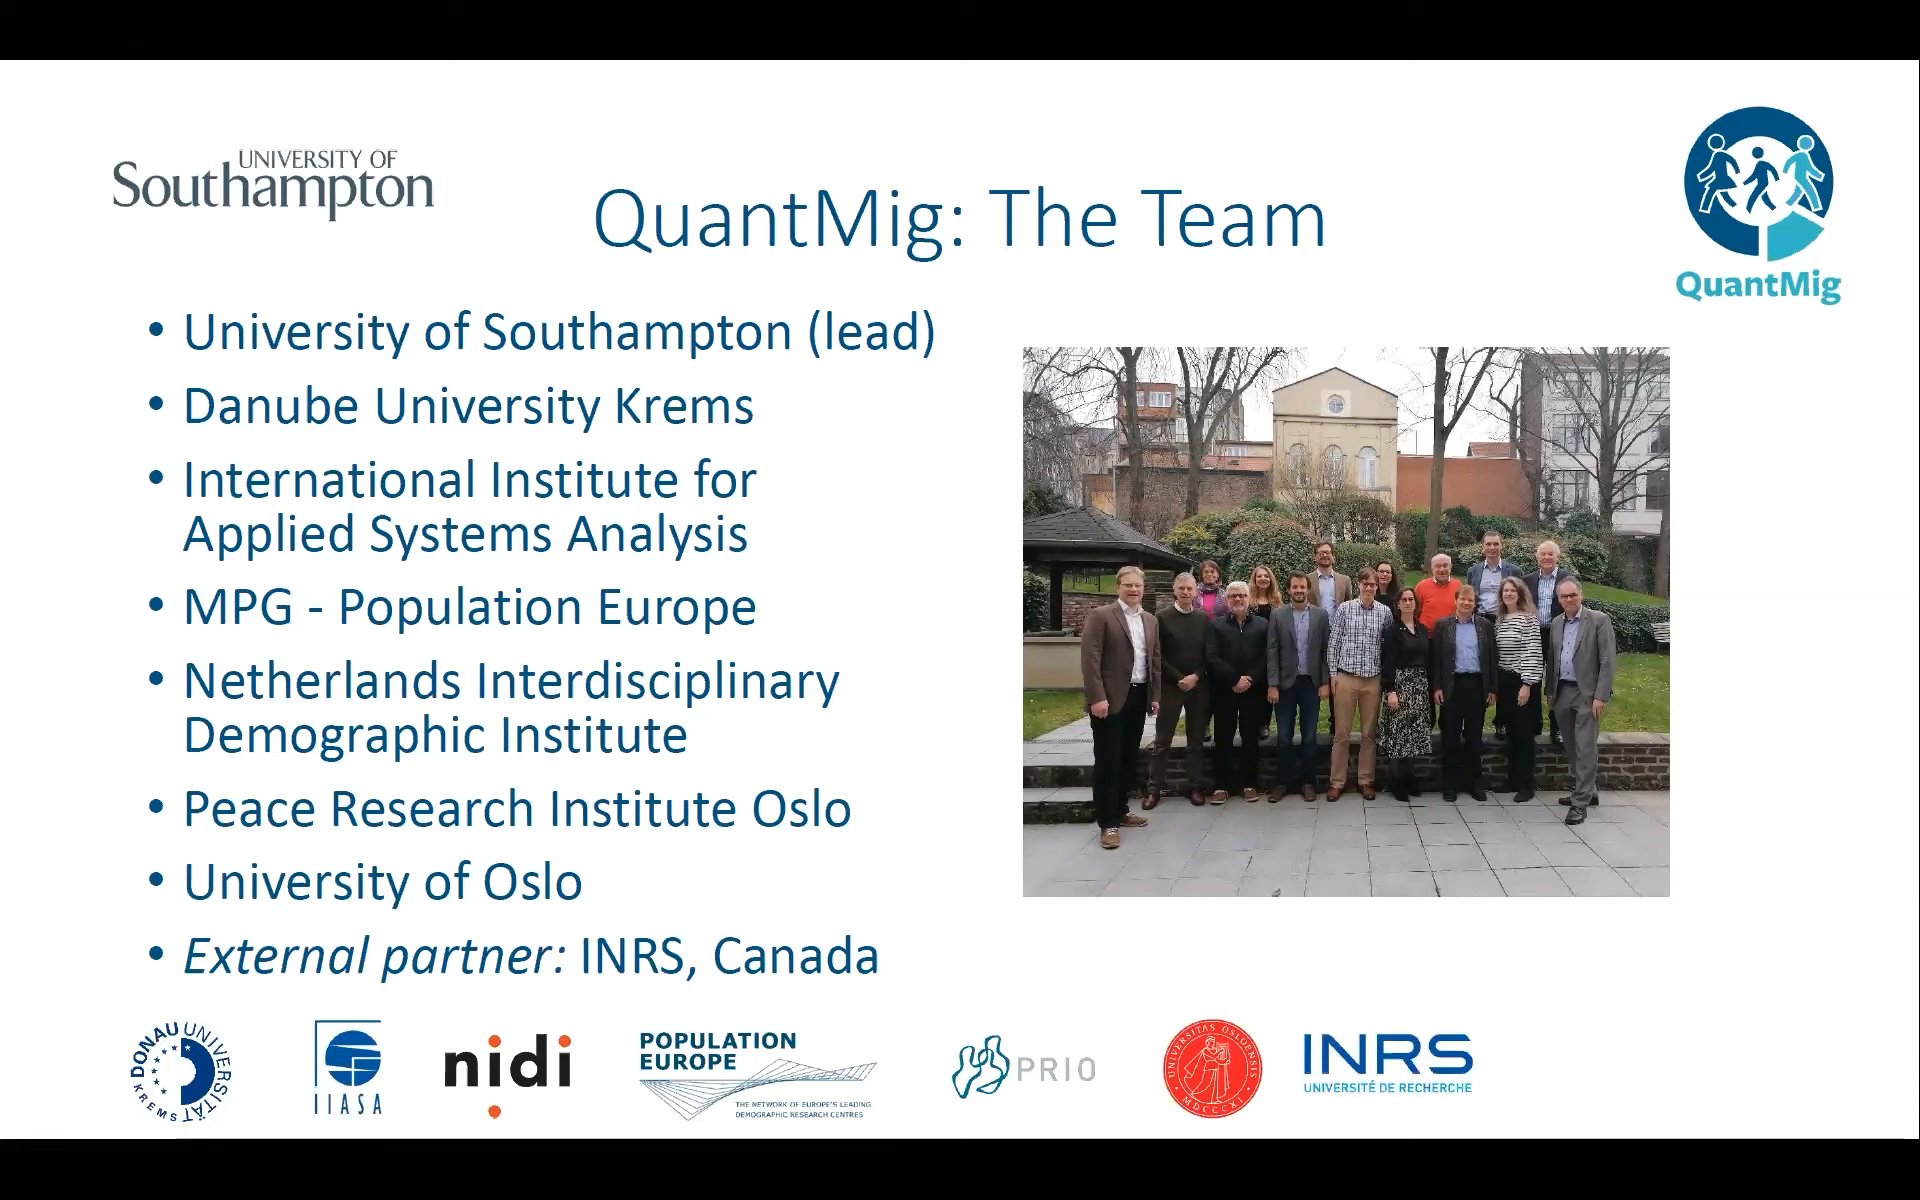 UNIVERSITY OF
Southampton
QuantMig: The Team
QuantMig
• University of Southampton (lead)
• Danube University Krems
• International Institute for
Applied Systems Analysis
• MPG - Population Europe
• Netherlands Interdisciplinary
Demographic Institute
• Peace Research Institute Oslo
• University of Oslo
• External partner: INRS, Canada
DONAU UNIVERSITÄT
KREMS
IIASA
nidi
POPULATION
EUROPE
THE NETWORK OF EUROPE'S LEADING
DEMOGRAPHIC RESEARCH CENTRES
PRIO
UNIVERSITAS OSLOENSIS
MDCCCXI
INRS
UNIVERSITÉ DE RECHERCHE